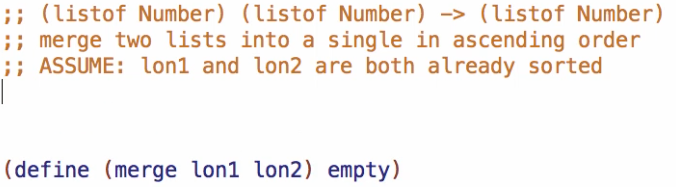 ;; (listof Number) (listof Number) -> (listof Number)
;; merge two lists into a single in ascending order
;; ASSUME: lon1 and lon2 are both already sorted
(define (merge lon1 lon2) empty)